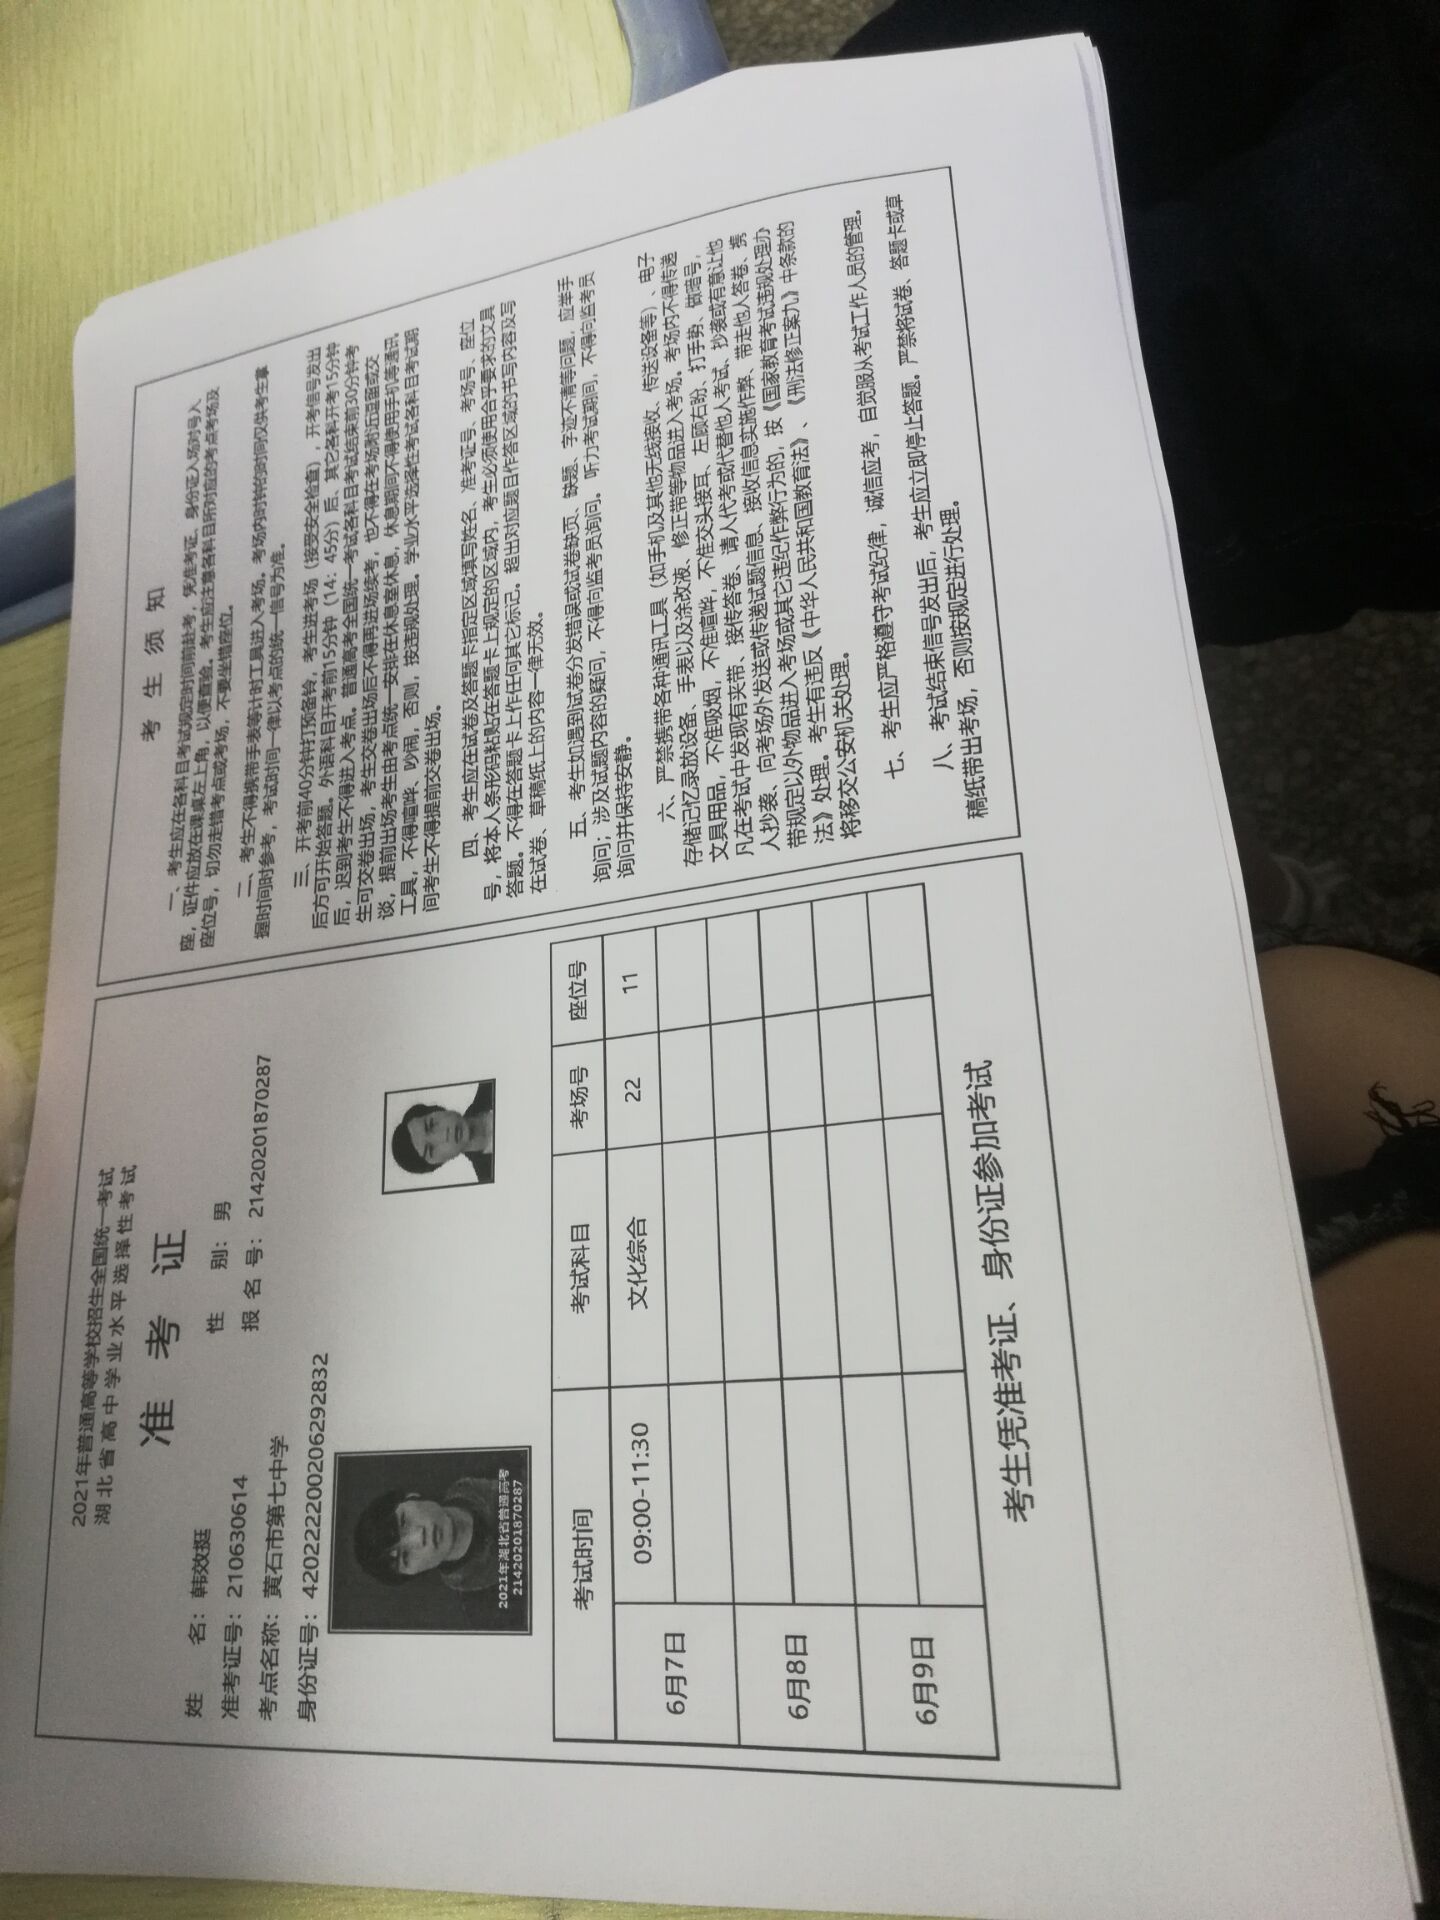 2021年普通高等学校招生全国统一考试
湖北省高中学业水平选择性考试
准考证
姓名：韩效挺 性别：男
准考证号：210630614 报名号：21420201870287
考点名称：黄石市第七中学
身份证号：420222200206292832
2021年湖北省普通高考
21420201870287
考试时间 考试科目 考场号 座位号
6月7日 09:00-11:30 文化综合 22 11
6月8日
6月9日
考生凭准考证、身份证参加考试
考生须知
一、考生应在各科目考试规定时间前赴考，凭准考证、身份证入场对号入
座，证件应放在课桌左上角，以便查验。考生应注意各科目所对应的考点考场及
座位号，切勿走错考点或考场，不要坐错座位。
二、考生不得携带手表等计时工具进入考场。考场内时钟的时间仅供考生掌
握时间时参考，考试时间一律以考点的统一信号为准。
三、开考前40分钟打预备铃，考生进考场（接受安全检查），开考信号发出
后方可开始答题。外语科目开考前15分钟（14：45分）后、其它各科开考15分钟
后，迟到考生不得进入考点。普通高考全国统一考试各科目考试结束前30分钟考
生可交卷出场，考生交卷出场后不得再进场续考，也不得在考场附近逗留或交
谈，提前出场考生由考点统一安排在休息室休息，休息期间不得使用手机等通讯
工具，不得喧哗、吵闹，否则，按违规处理。学业水平选择性考试各科目考试期
间考生不得提前交卷出场。
四、考生应在试卷及答题卡指定区域填写姓名、准考证号、考场号、座位
号，将本人条形码粘贴在答题卡上规定的区域内，考生必须使用合乎要求的文具
答题。不得在答题卡上作任何其它标记。超出对应题目作答区域的书写内容及写
在试卷、草稿纸上的内容一律无效。
五、考生如遇到试卷分发错误或试卷缺页、缺题、字迹不清等问题，应举手
询问；涉及试题内容的疑问，不得向监考员询问。听力考试期间，不得向监考员
询问并保持安静。
六、严禁携带各种通讯工具（如手机及其他无线接收、传送设备等）、电子
存储记忆录放设备、手表以及涂改液、修正带等物品进入考场。考场内不得传递
文具用品，不准吸烟，不准喧哗，不准交头接耳、左顾右盼、打手势、做暗号，
凡在考试中发现有夹带、接传答卷、请人代考或代替他人考试、抄袭或有意让他
人抄袭、向考场外发送或传递试题信息、接收信息实施作弊、带走他人答卷、携
带规定以外物品进入考场或其它违纪作弊行为的，按《国家教育考试违规处理办
法》处理。考生有违反《中华人民共和国教育法》、《刑法修正案九》中条款的
将移交公安机关处理。
七、考生应严格遵守考试纪律，诚信应考，自觉服从考试工作人员的管理。
八、考试结束信号发出后，考生应立即停止答题。严禁将试卷、答题卡或草
稿纸带出考场，否则按规定进行处理。